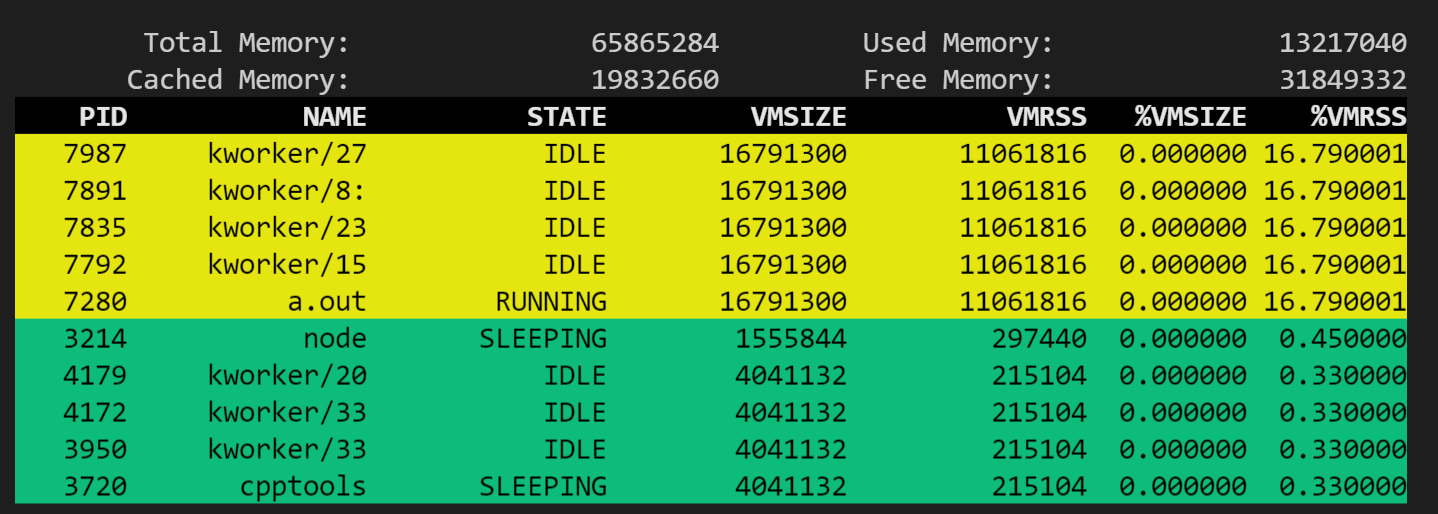 Total Memory: 65865284 Used Memory: 13217040
Cached Memory: 19832660 Free Memory: 31849332
PID NAME STATE VMSIZE VMRSS %VMSIZE %VMRSS
7987 kworker/27 IDLE 16791300 11061816 0.000000 16.790001
7891 kworker/8: IDLE 16791300 11061816 0.000000 16.790001
7835 kworker/23 IDLE 16791300 11061816 0.000000 16.790001
7792 kworker/15 IDLE 16791300 11061816 0.000000 16.790001
7280 a.out RUNNING 16791300 11061816 0.000000 16.790001
3214 node SLEEPING 1555844 297440 0.000000 0.450000
4179 kworker/20 IDLE 4041132 215104 0.000000 0.330000
4172 kworker/33 IDLE 4041132 215104 0.000000 0.330000
3950 kworker/33 IDLE 4041132 215104 0.000000 0.330000
3720 cpptools SLEEPING 4041132 215104 0.000000 0.330000